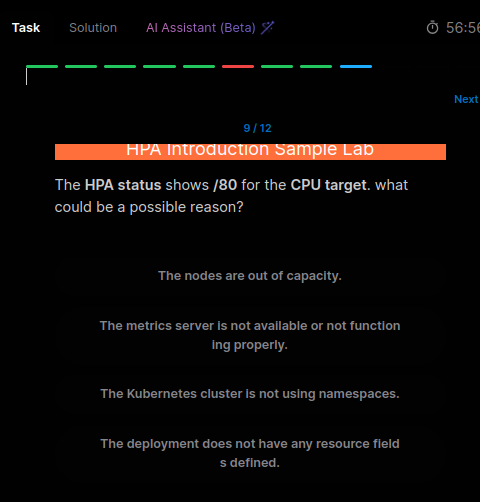 Task Solution AI Assistant (Beta) 56:56
Next
9 / 12
HPA Introduction Sample Lab
The HPA status shows /80 for the CPU target. what
could be a possible reason?
The nodes are out of capacity.
The metrics server is not available or not function
ing properly.
The Kubernetes cluster is not using namespaces.
The deployment does not have any resource field
s defined.